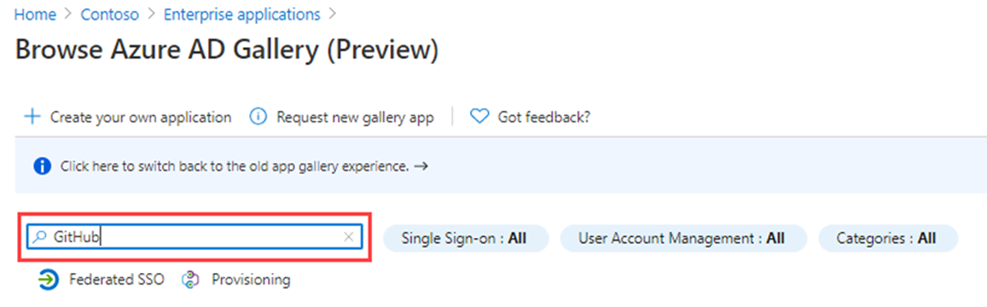 Home > Contoso > Enterprise applications >
Browse Azure AD Gallery (Preview)
Create your own application Request new gallery app Got feedback?
Click here to switch back to the old app gallery experience. →
GitHub Single Sign-on : All User Account Management : All Categories : All
Federated SSO Provisioning